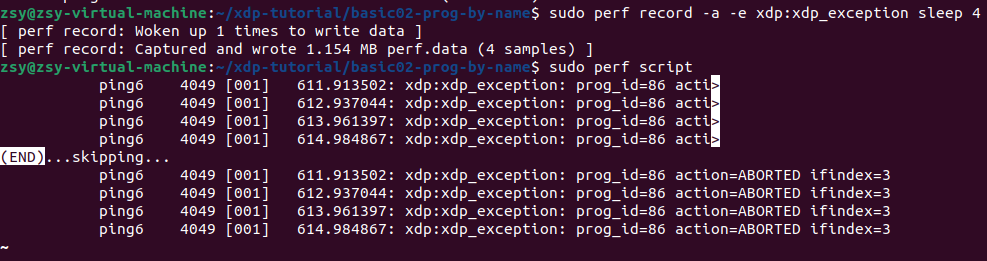 zsy@zsy-virtual-machine:~/xdp-tutorial/basic02-prog-by-name$ sudo perf record -a -e xdp:xdp_exception sleep 4
[ perf record: Woken up 1 times to write data ]
[ perf record: Captured and wrote 1.154 MB perf.data (4 samples) ]
zsy@zsy-virtual-machine:~/xdp-tutorial/basic02-prog-by-name$ sudo perf script
ping6 4049 [001] 611.913502: xdp:xdp_exception: prog_id=86 acti>
ping6 4049 [001] 612.937044: xdp:xdp_exception: prog_id=86 acti>
ping6 4049 [001] 613.961397: xdp:xdp_exception: prog_id=86 acti>
ping6 4049 [001] 614.984867: xdp:xdp_exception: prog_id=86 acti>
(END)...skipping...
ping6 4049 [001] 611.913502: xdp:xdp_exception: prog_id=86 action=ABORTED ifindex=3
ping6 4049 [001] 612.937044: xdp:xdp_exception: prog_id=86 action=ABORTED ifindex=3
ping6 4049 [001] 613.961397: xdp:xdp_exception: prog_id=86 action=ABORTED ifindex=3
ping6 4049 [001] 614.984867: xdp:xdp_exception: prog_id=86 action=ABORTED ifindex=3
~